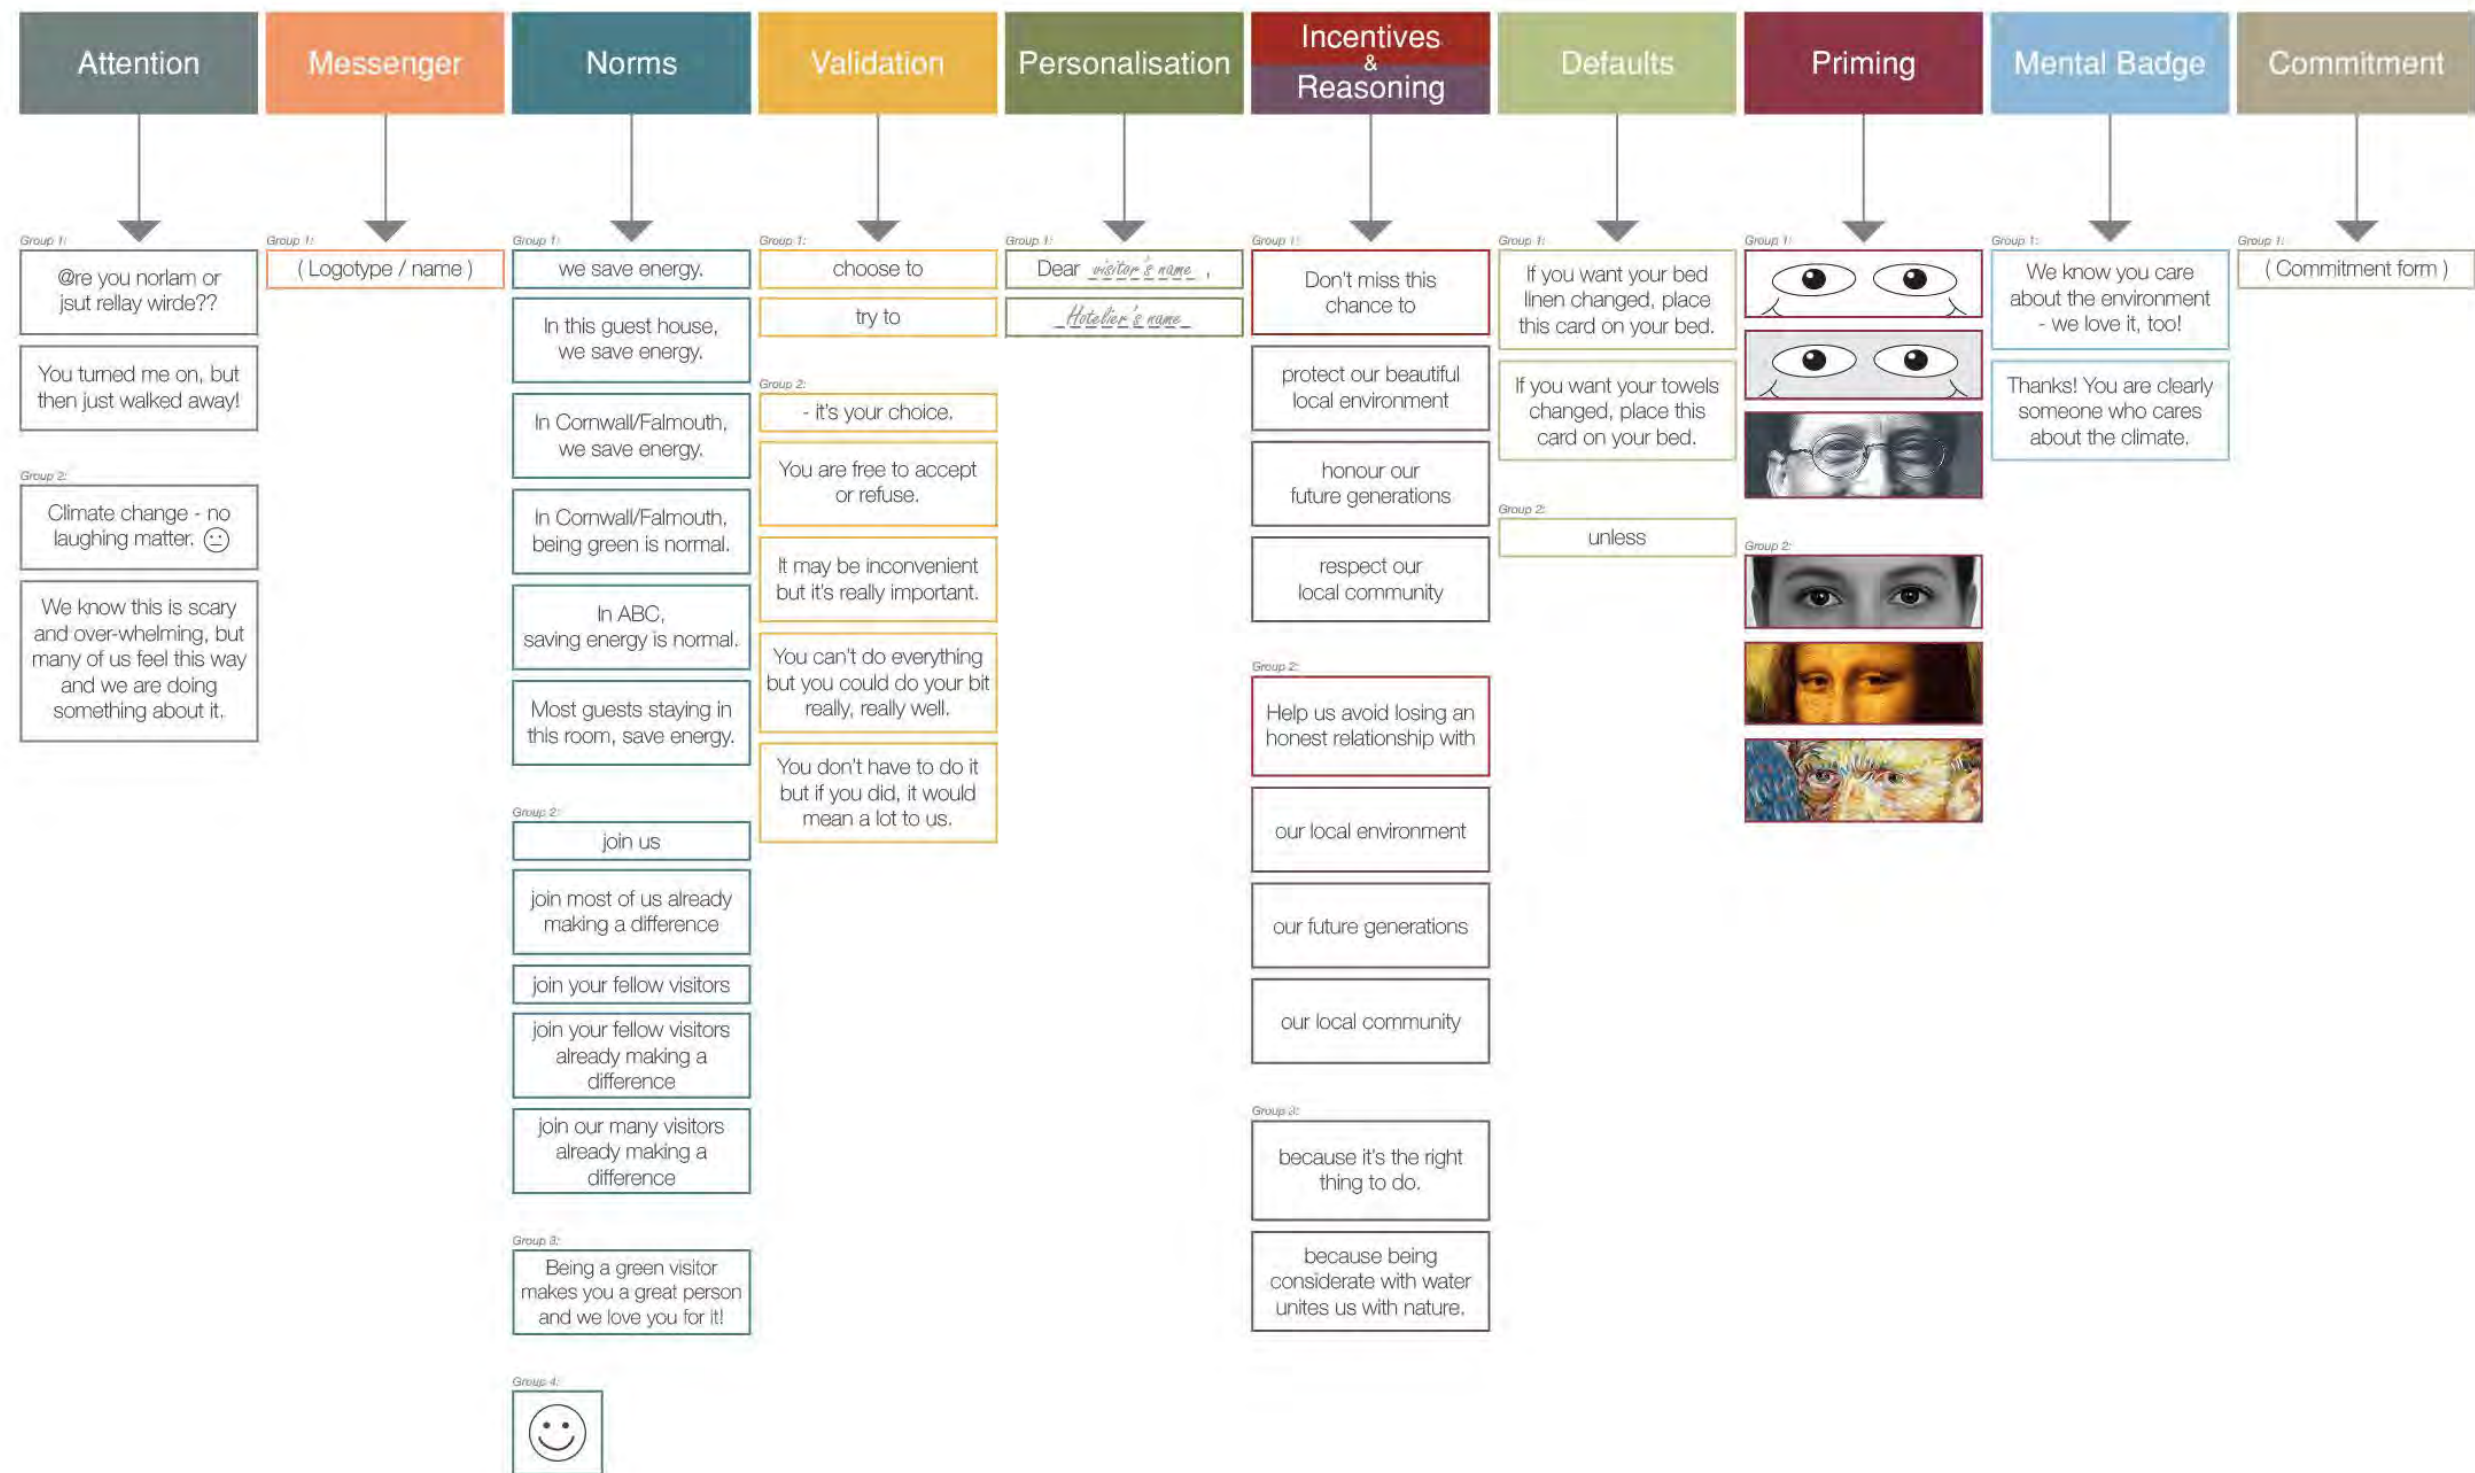 Attention
Messenger
Norms
Validation
Personalisation
Incentives
&
Reasoning
Defaults
Priming
Mental Badge
Commitment
Group 1:
@re you norlam or
jsut rellay wirde??
You turned me on, but
then just walked away!
Group 2:
Climate change - no
laughing matter.
We know this is scary
and over-whelming, but
many of us feel this way
and we are doing
something about it.
Group 1:
( Logotype / name )
Group 1:
we save energy.
In this guest house,
we save energy.
In Cornwall/Falmouth,
we save energy.
In Cornwall/Falmouth,
being green is normal.
In ABC,
saving energy is normal.
Most guests staying in
this room, save energy.
Group 2:
join us
join most of us already
making a difference
join your fellow visitors
join your fellow visitors
already making a
difference
join our many visitors
already making a
difference
Group 3:
Being a green visitor
makes you a great person
and we love you for it!
Group 4:
Group 1:
choose to
try to
Group 2:
- it's your choice.
You are free to accept
or refuse.
It may be inconvenient
but it's really important.
You can't do everything
but you could do your bit
really, really well.
You don't have to do it
but if you did, it would
mean a lot to us.
Group 1:
Dear visitor's name ,
Hotelier's name
Group 1:
Don't miss this
chance to
protect our beautiful
local environment
honour our
future generations
respect our
local community
Group 2:
Help us avoid losing an
honest relationship with
our local environment
our future generations
our local community
Group 3:
because it's the right
thing to do.
because being
considerate with water
unites us with nature.
Group 1:
If you want your bed
linen changed, place
this card on your bed.
If you want your towels
changed, place this
card on your bed.
Group 2:
unless
Group 1:
Group 2:
Group 1:
We know you care
about the environment
- we love it, too!
Thanks! You are clearly
someone who cares
about the climate.
Group 1:
( Commitment form )